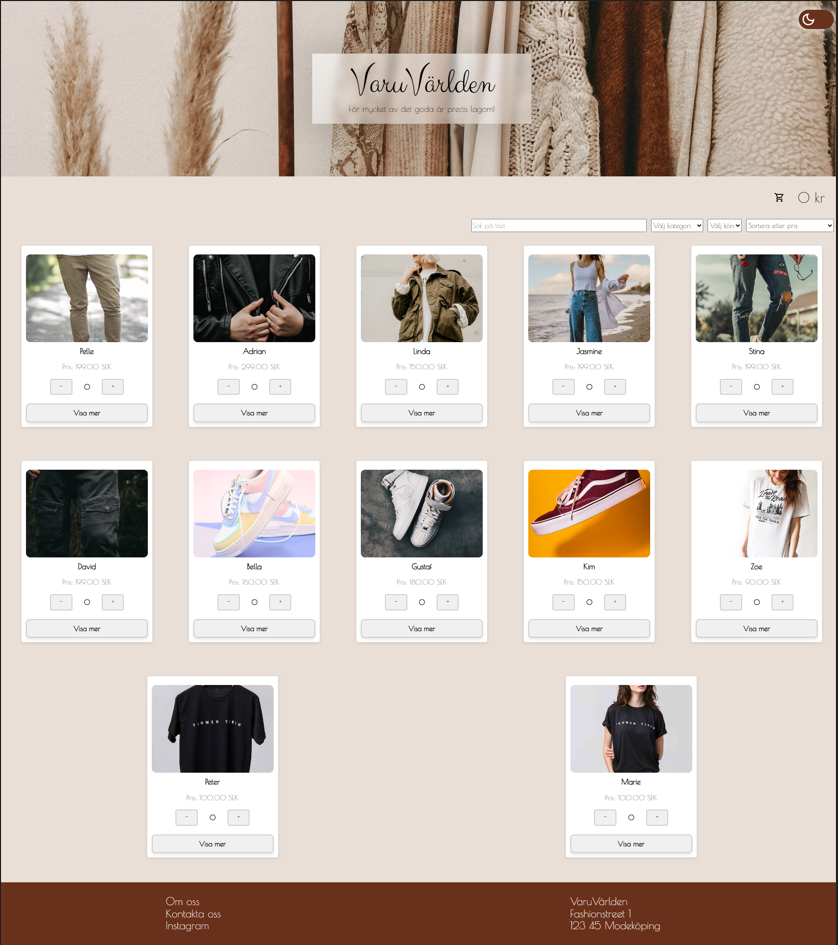 VaruVärlden
För mycket av det goda är precis lagom!
0 kr
Sök på titel
Välj kategori
Välj kön
Sortera efter pris
Pelle
Pris: 199.00 SEK
- 0 +
Visa mer
Adrian
Pris: 299.00 SEK
- 0 +
Visa mer
Linda
Pris: 150.00 SEK
- 0 +
Visa mer
Jasmine
Pris: 199.00 SEK
- 0 +
Visa mer
Stina
Pris: 199.00 SEK
- 0 +
Visa mer
David
Pris: 199.00 SEK
- 0 +
Visa mer
Bella
Pris: 160.00 SEK
- 0 +
Visa mer
Gustaf
Pris: 180.00 SEK
- 0 +
Visa mer
Kim
Pris: 150.00 SEK
- 0 +
Visa mer
Zoe
Pris: 90.00 SEK
- 0 +
Visa mer
Peter
Pris: 100.00 SEK
- 0 +
Visa mer
Marie
Pris: 100.00 SEK
- 0 +
Visa mer
Om oss
Kontakta oss
Instagram
VaruVärlden
Fashionstreet 1
123 45 Modeköping